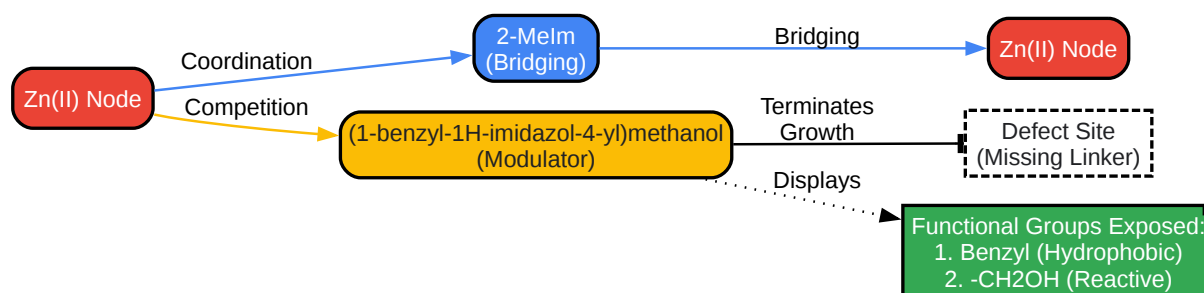 Zn(II) Node
Coordination
Competition
2-MeIm
(Bridging)
Bridging
Zn(II) Node
(1-benzyl-1H-imidazol-4-yl)methanol
(Modulator)
Terminates
Growth
Defect Site
(Missing Linker)
Displays
Functional Groups Exposed:
1. Benzyl (Hydrophobic)
2. -CH2OH (Reactive)